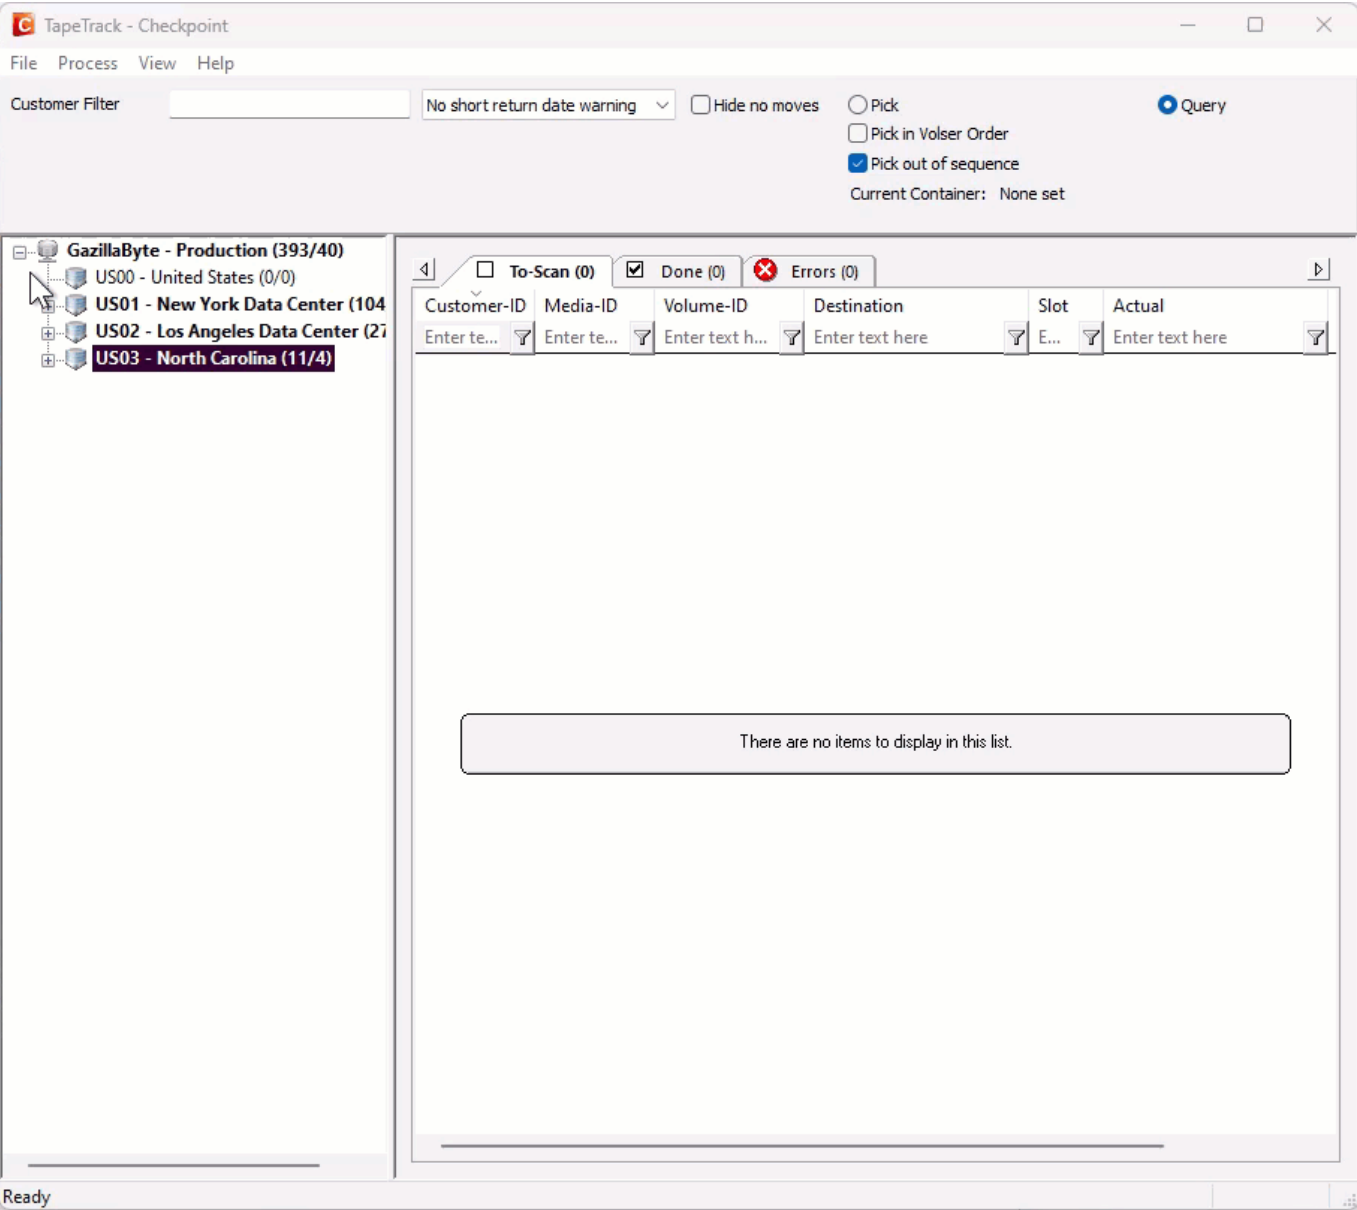 TapeTrack - Checkpoint
File Process View Help
Customer Filter
No short return date warning
Hide no moves
Pick
Query
Pick in Volser Order
Pick out of sequence
Current Container: None set
GazillaByte - Production (393/40)
US00 - United States (0/0)
US01 - New York Data Center (104
US02 - Los Angeles Data Center (27
US03 - North Carolina (11/4)
To-Scan (0) Done (0) Errors (0)
Customer-ID Media-ID Volume-ID Destination Slot Actual
Enter te... Enter te... Enter text h... Enter text here E... Enter text here
There are no items to display in this list.
Ready